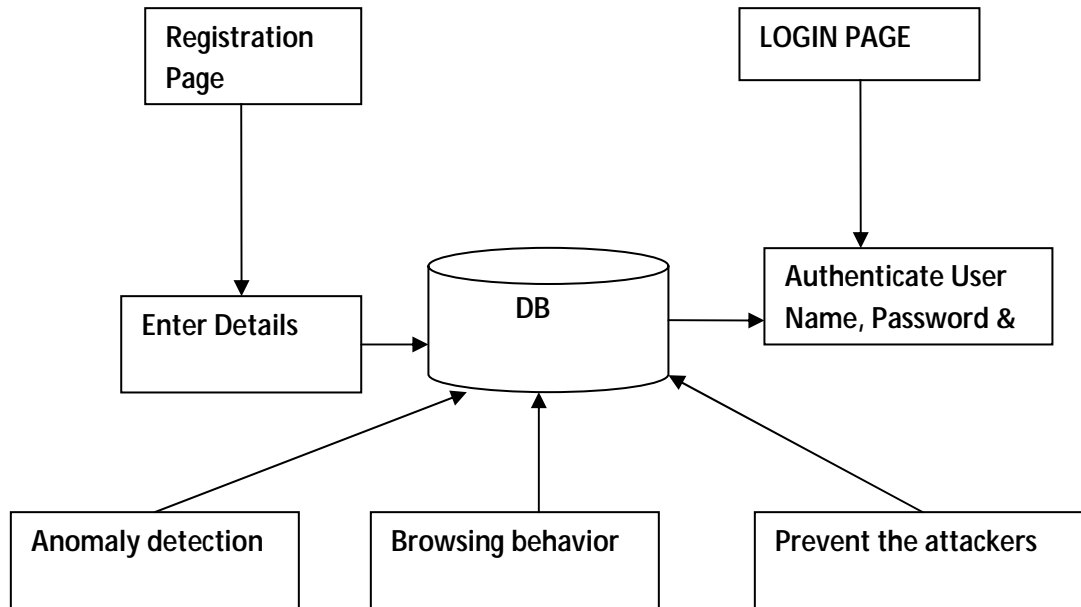 Registration
Page
LOGIN PAGE
Enter Details
DB
Authenticate User
Name, Password &
Anomaly detection
Browsing behavior
Prevent the attackers